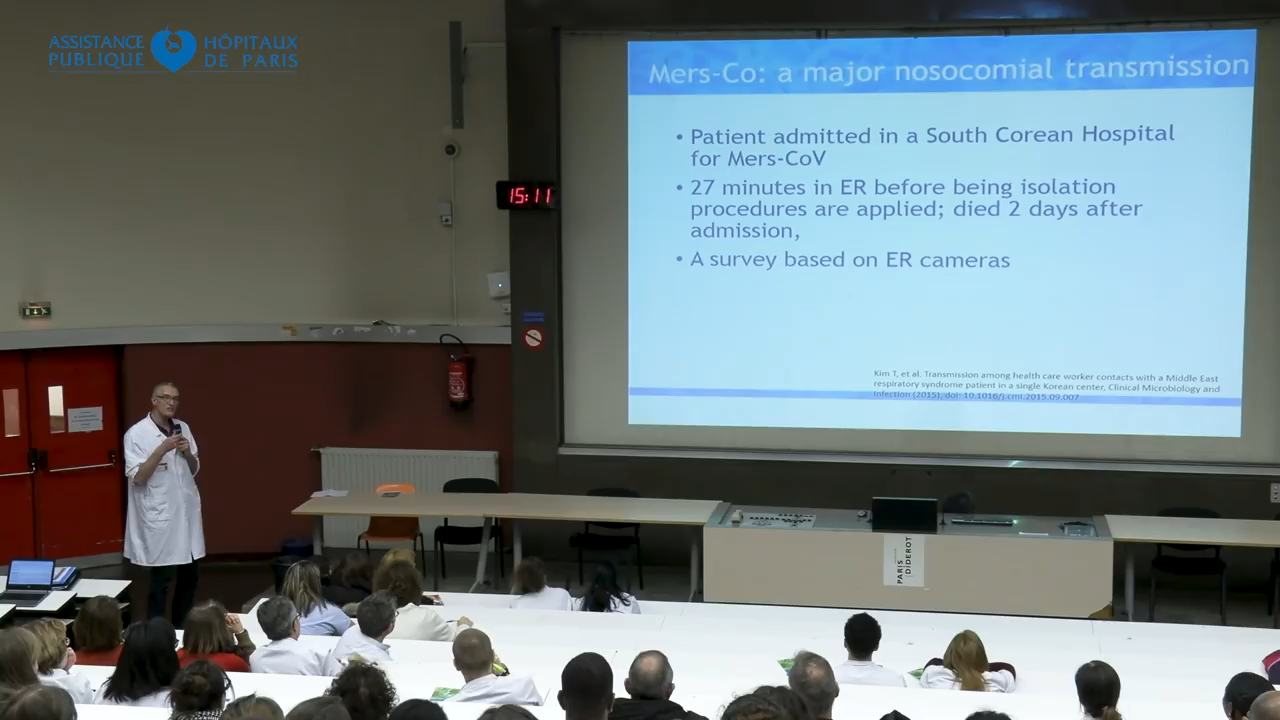 ASSISTANCE PUBLIQUE
HÔPITAUX DE PARIS
Mers-Co: a major nosocomial transmission
• Patient admitted in a South Corean Hospital
for Mers-CoV
• 27 minutes in ER before being isolation
procedures are applied; died 2 days after
admission,
• A survey based on ER cameras
Kim T, et al. Transmission among health care worker contacts with a Middle East
respiratory syndrome patient in a single Korean center, Clinical Microbiology and
Infection (2015), doi: 10.1016/j.cmi.2015.09.007
15:11
PARIS
DIDEROT